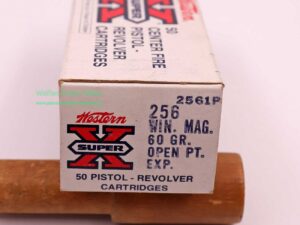 50
CENTER FIRE
PISTOL -
REVOLVER
CARTRIDGES
SUPER
X
2561P
Western
X
SUPER
256
WIN. MAG.
60 GR.
OPEN PT.
EXP.
50 PISTOL - REVOLVER
CARTRIDGES